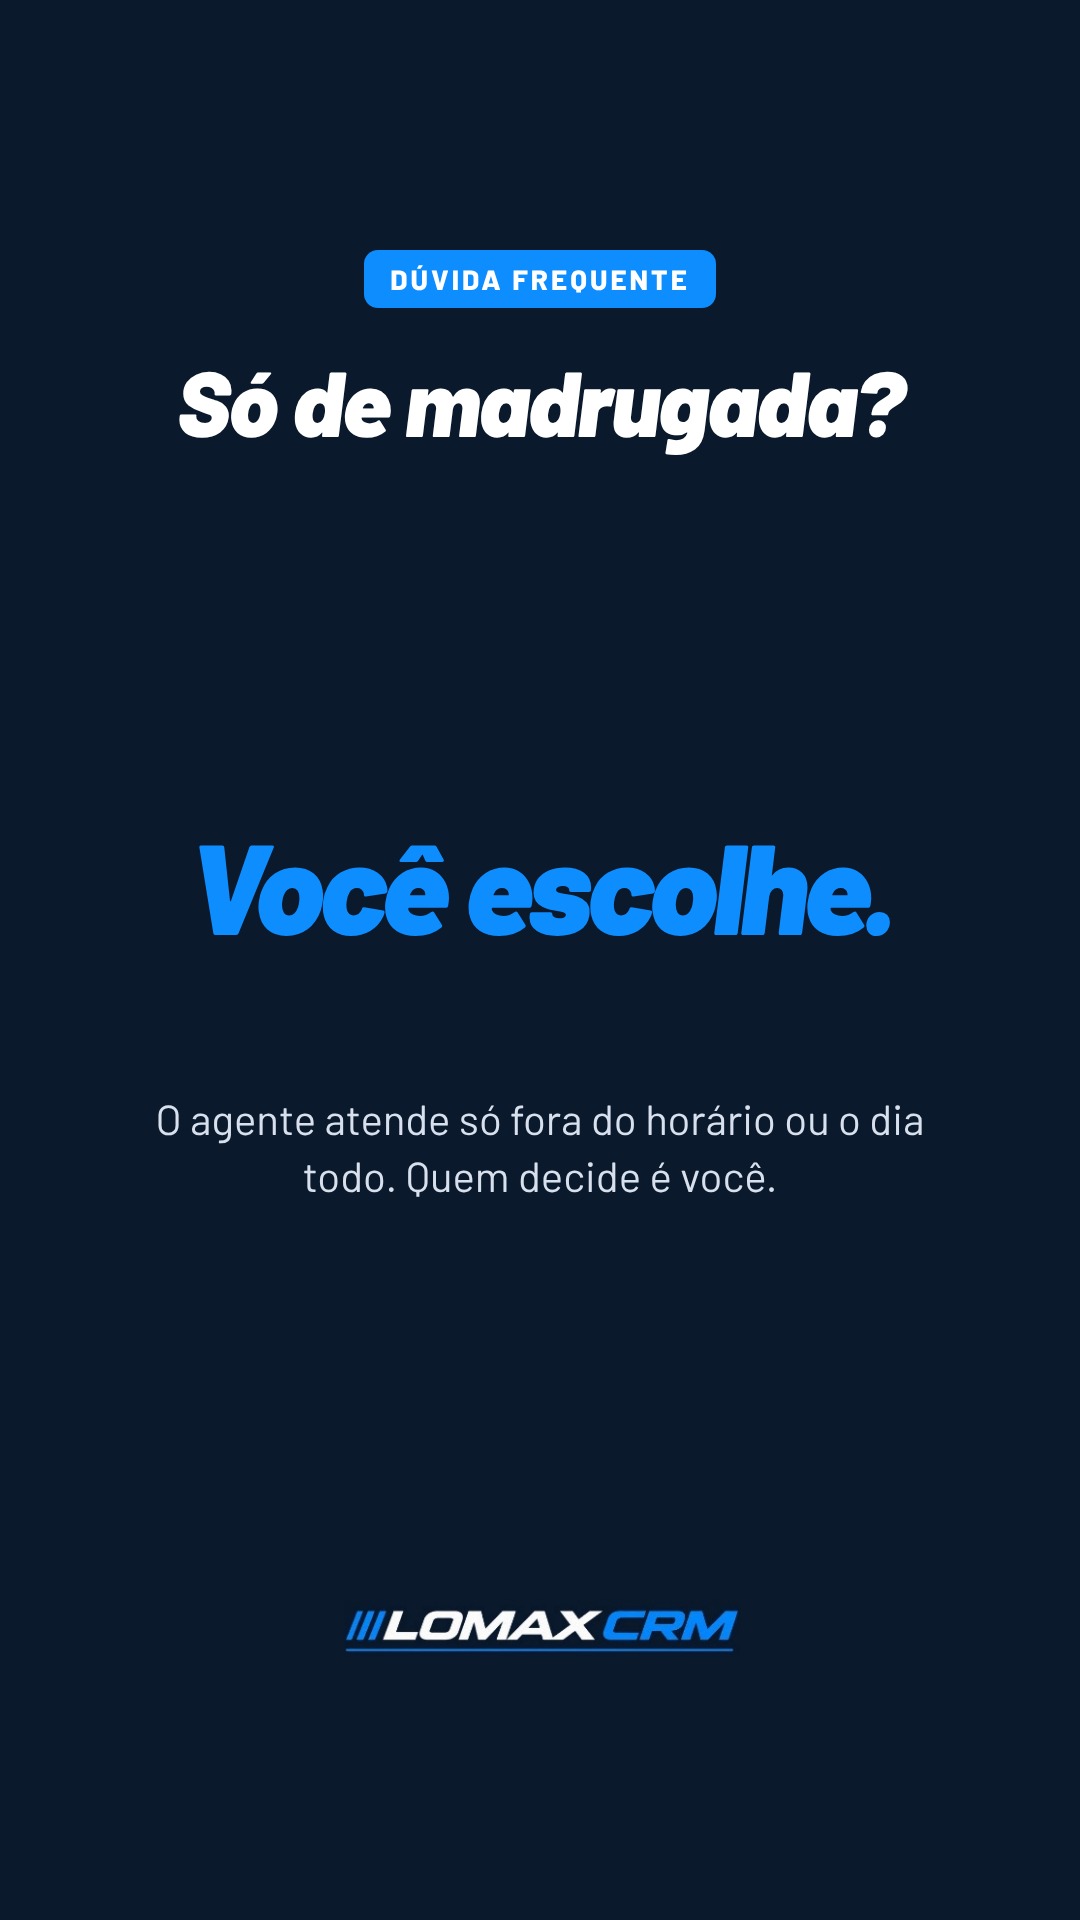 DÚVIDA FREQUENTE
Só de madrugada?
Você escolhe.
O agente atende só fora do horário ou o dia
todo. Quem decide é você.
LOMAX CRM